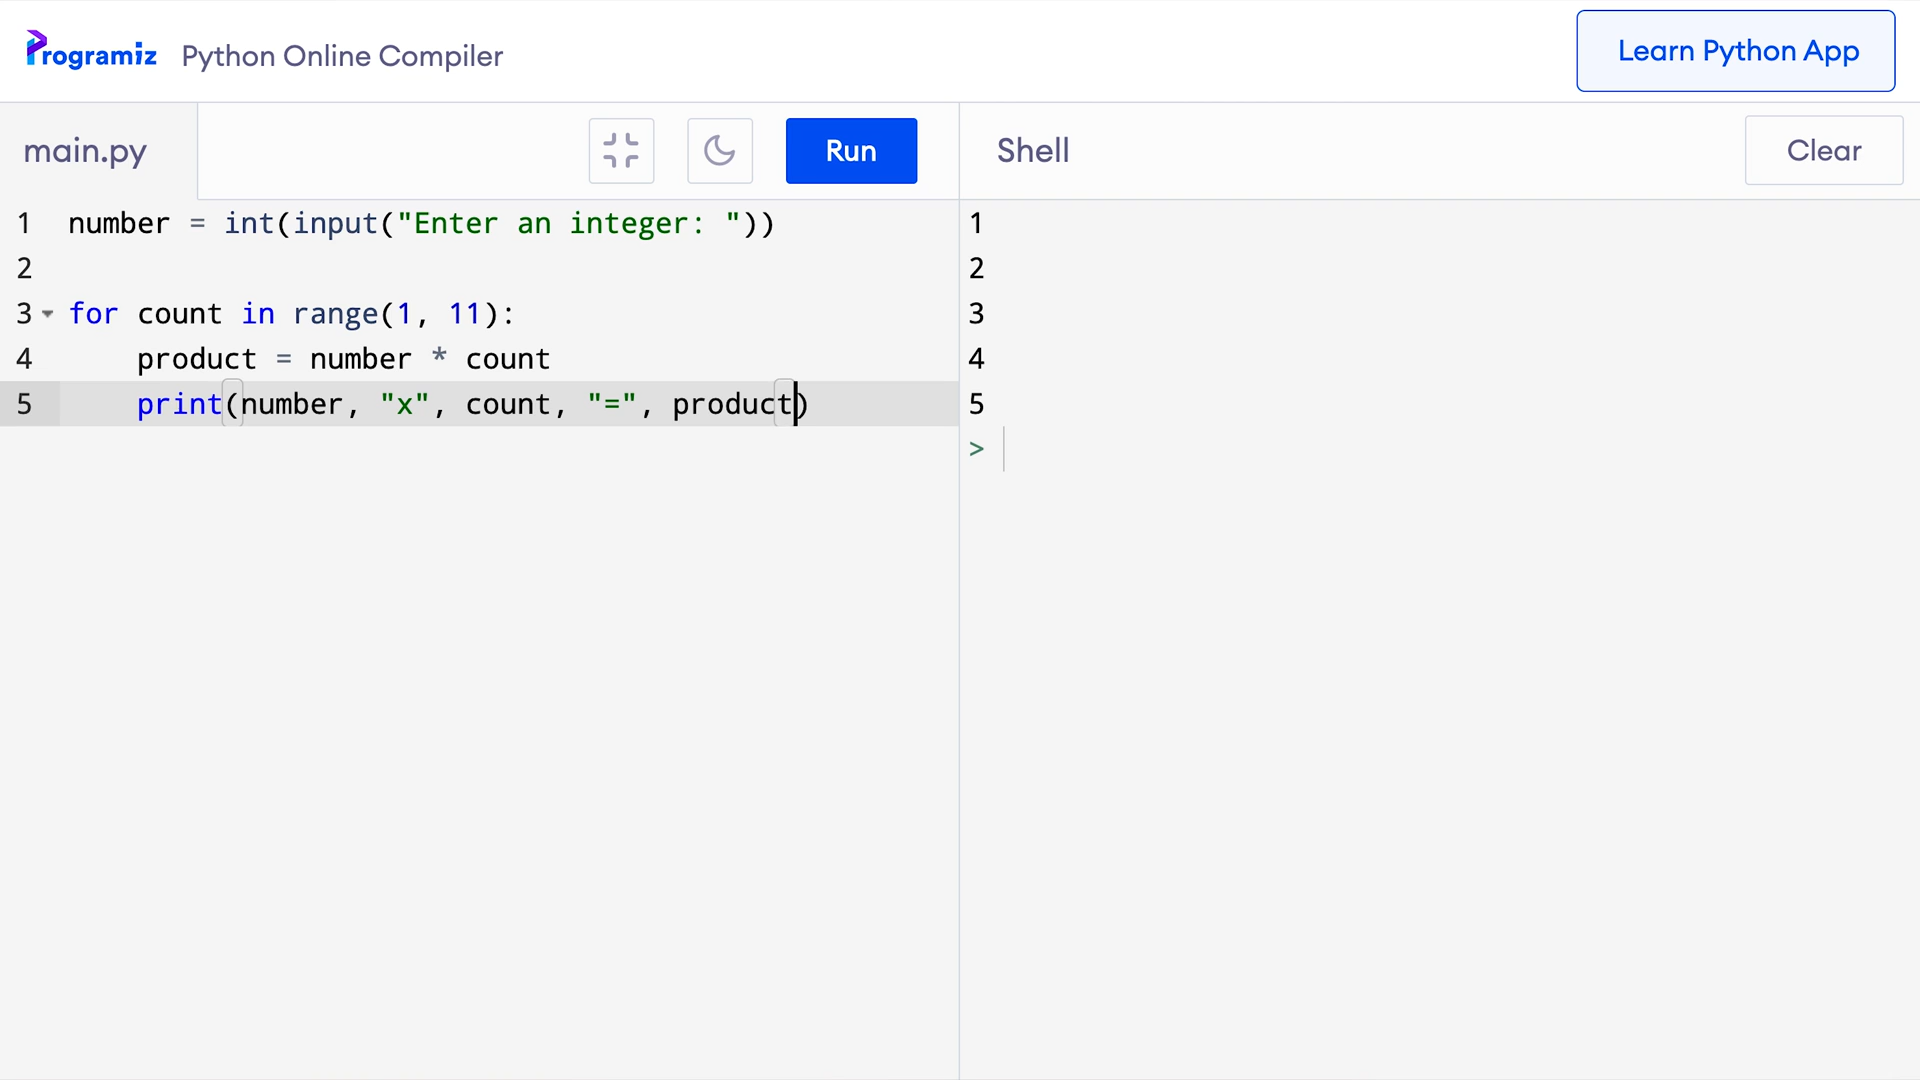 Programiz Python Online Compiler
Learn Python App
main.py
Run
Shell
Clear
1 number = int(input("Enter an integer: "))
2
3 for count in range(1, 11):
4     product = number * count
5     print(number, "x", count, "=", product)
1
2
3
4
5
>